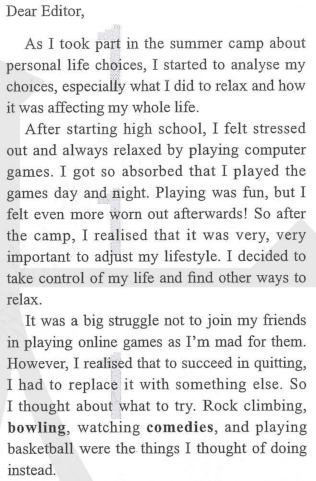 Dear Editor,
As I took part in the summer camp about
personal life choices, I started to analyse my
choices, especially what I did to relax and how
it was affecting my whole life.
After starting high school, I felt stressed
out and always relaxed by playing computer
games. I got so absorbed that I played the
games day and night. Playing was fun, but I
felt even more worn out afterwards! So after
the camp, I realised that it was very, very
important to adjust my lifestyle. I decided to
take control of my life and find other ways to
relax.
It was a big struggle not to join my friends
in playing online games as I'm mad for them.
However, I realised that to succeed in quitting,
I had to replace it with something else. So
I thought about what to try. Rock climbing,
bowling, watching comedies, and playing
basketball were the things I thought of doing
instead.